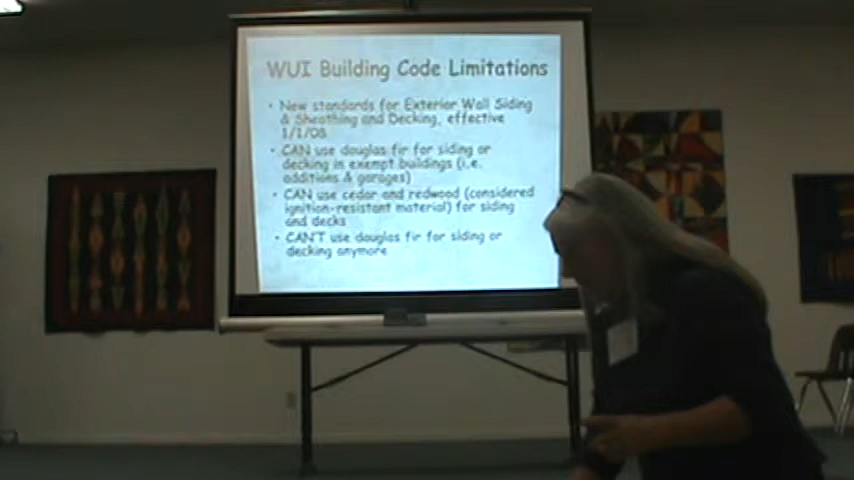 WUI Building Code Limitations
• New standards for Exterior Wall Siding
& Sheathing and Decking, effective
1/1/08
• CAN use douglas fir for siding or
decking in exempt buildings (i.e.
additions & garages)
• CAN use cedar and redwood (considered
ignition-resistant material) for siding
and decks
• CAN'T use douglas fir for siding or
decking anymore